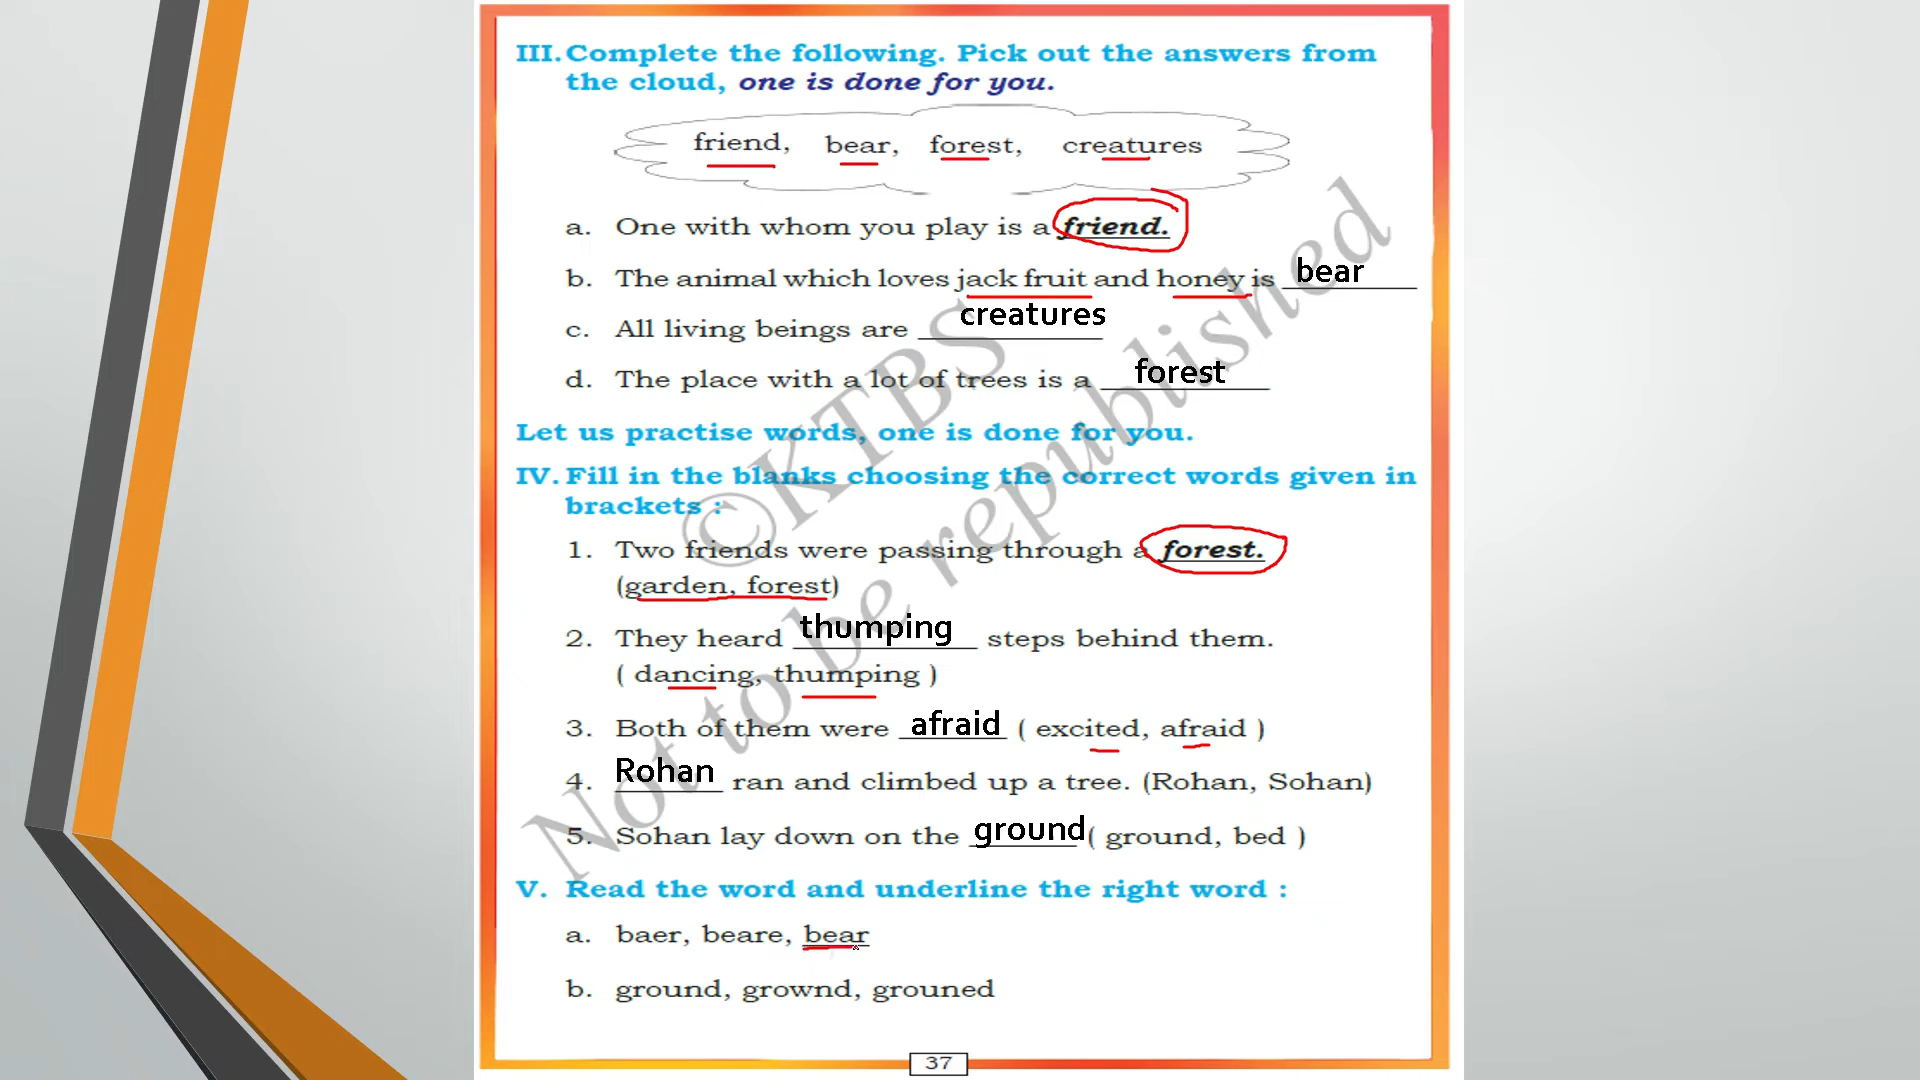 III. Complete the following. Pick out the answers from
the cloud, one is done for you.
friend, bear, forest, creatures
a. One with whom you play is a friend.
b. The animal which loves jack fruit and honey is bear
c. All living beings are creatures
d. The place with a lot of trees is a forest
Let us practise words, one is done for you.
IV. Fill in the blanks choosing the correct words given in
brackets :
1. Two friends were passing through a forest.
(garden, forest)
2. They heard thumping steps behind them.
( dancing, thumping )
3. Both of them were afraid ( excited, afraid )
4. Rohan ran and climbed up a tree. (Rohan, Sohan)
5. Sohan lay down on the ground ( ground, bed )
V. Read the word and underline the right word :
a. baer, beare, bear
b. ground, grownd, grouned
37
©KTBS
Not to be republished